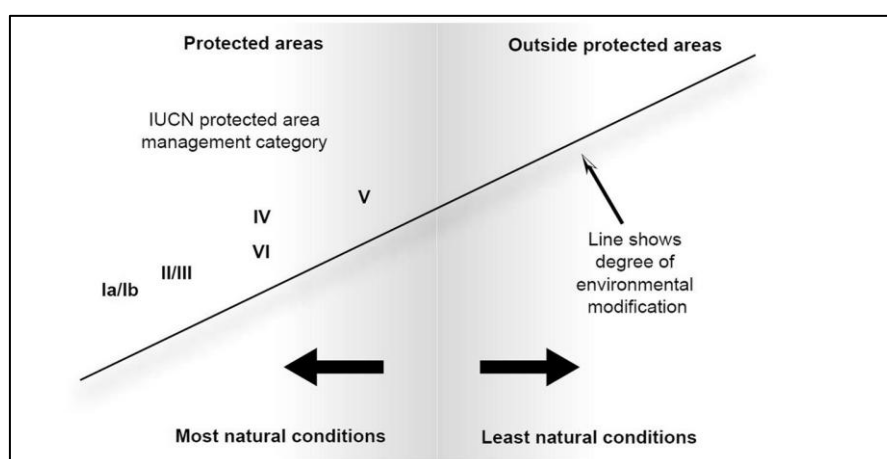 Protected areas
Outside protected areas
IUCN protected area
management category
V
IV
VI
II/III
Ia/Ib
Line shows
degree of
environmental
modification
Most natural conditions
Least natural conditions